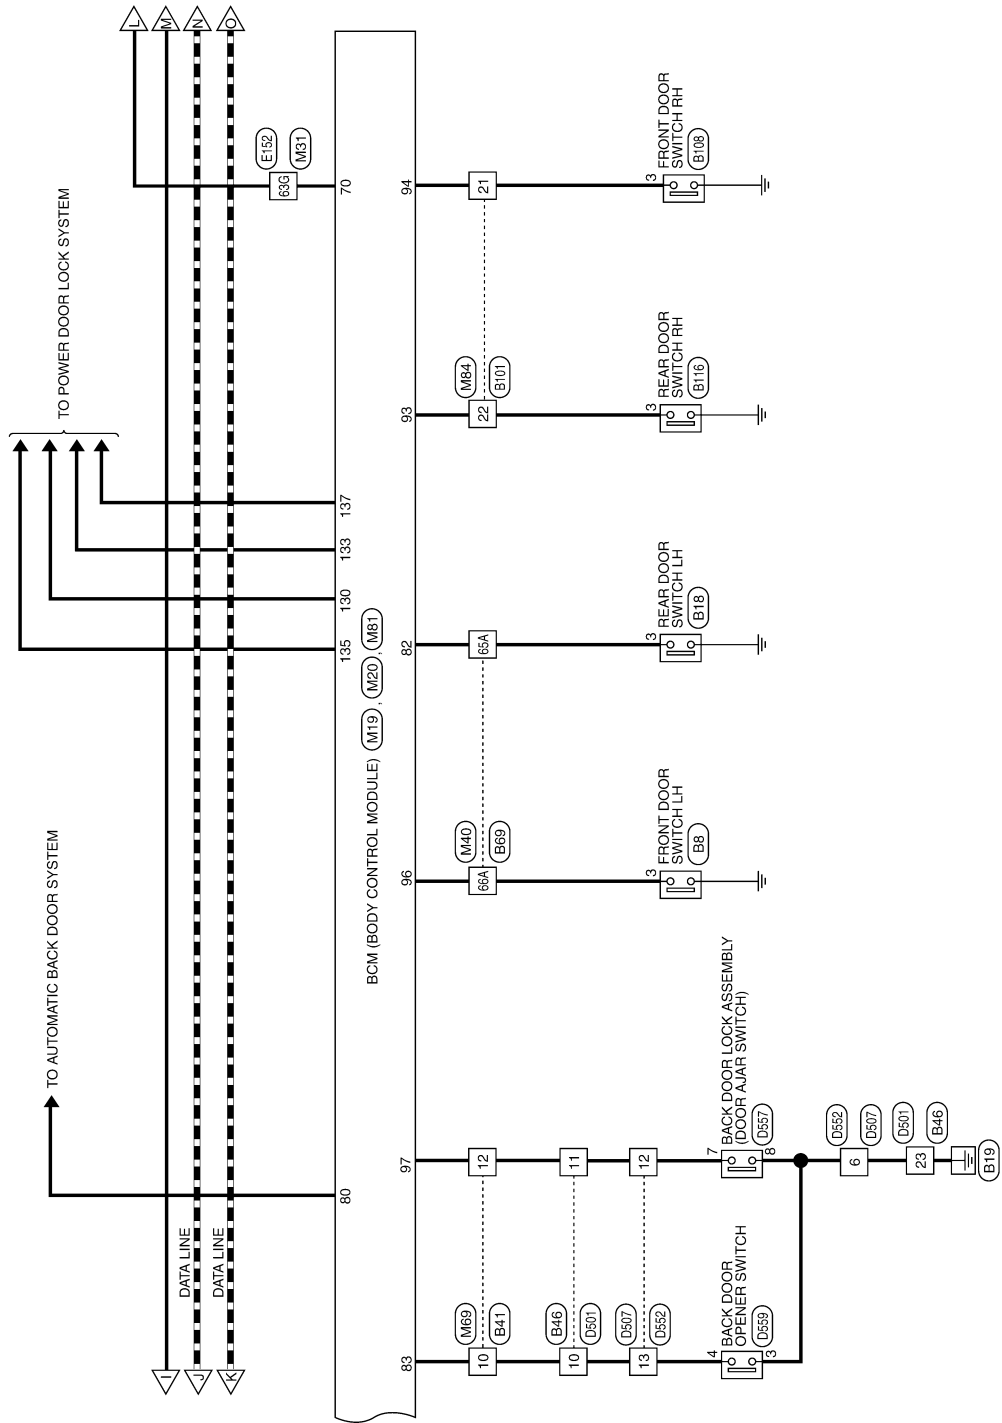 I
J
K
DATA LINE
DATA LINE
L
M
N
O
TO AUTOMATIC BACK DOOR SYSTEM
TO POWER DOOR LOCK SYSTEM
E152
M31
63G
80
135
130
133
137
70
BCM (BODY CONTROL MODULE) M19 , M20 , M81
83
97
96
82
93
94
M69
B41
10
12
M40
B69
66A
65A
M84
B101
22
21
B46
D501
10
11
D507
D552
13
12
4
BACK DOOR
OPENER SWITCH
D559
3
7
BACK DOOR LOCK ASSEMBLY
(DOOR AJAR SWITCH)
D557
8
3
FRONT DOOR
SWITCH LH
B8
3
REAR DOOR
SWITCH LH
B18
3
REAR DOOR
SWITCH RH
B116
3
FRONT DOOR
SWITCH RH
B108
D552
D507
6
D501
B46
23
B19